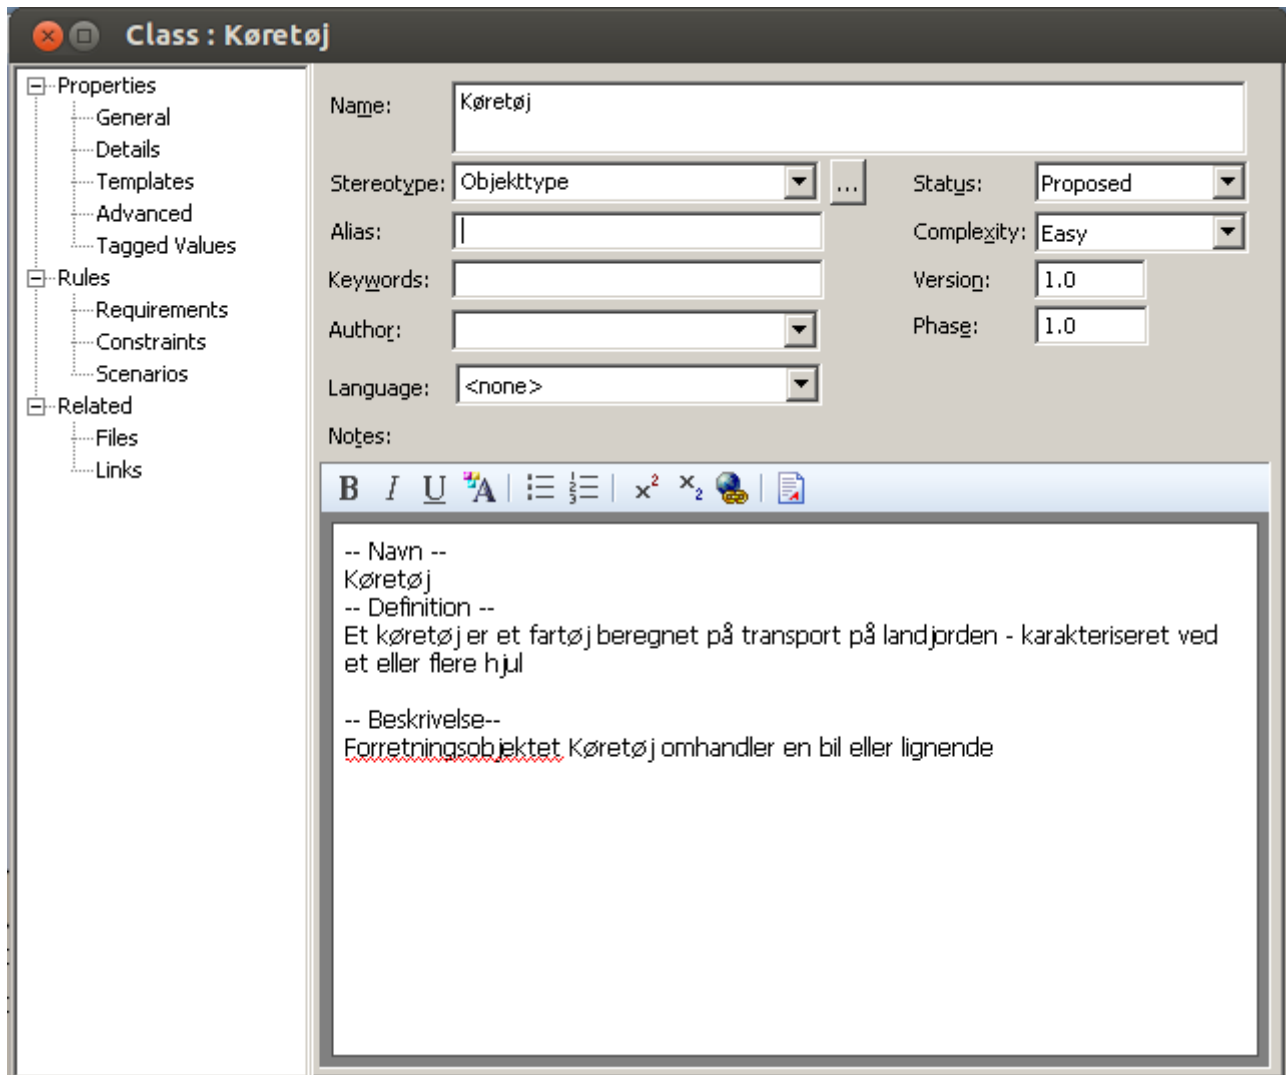 Class : Køretøj
Properties
General
Details
Templates
Advanced
Tagged Values
Rules
Requirements
Constraints
Scenarios
Related
Files
Links
Name: Køretøj
Stereotype: Objekttype ... Status: Proposed
Alias: Complexity: Easy
Keywords: Version: 1.0
Author: Phase: 1.0
Language: <none>
Notes:
B I U A x² x₂
-- Navn --
Køretøj
-- Definition --
Et køretøj er et fartøj beregnet på transport på landjorden - karakteriseret ved
et eller flere hjul
-- Beskrivelse--
Forretningsobjektet Køretøj omhandler en bil eller lignende